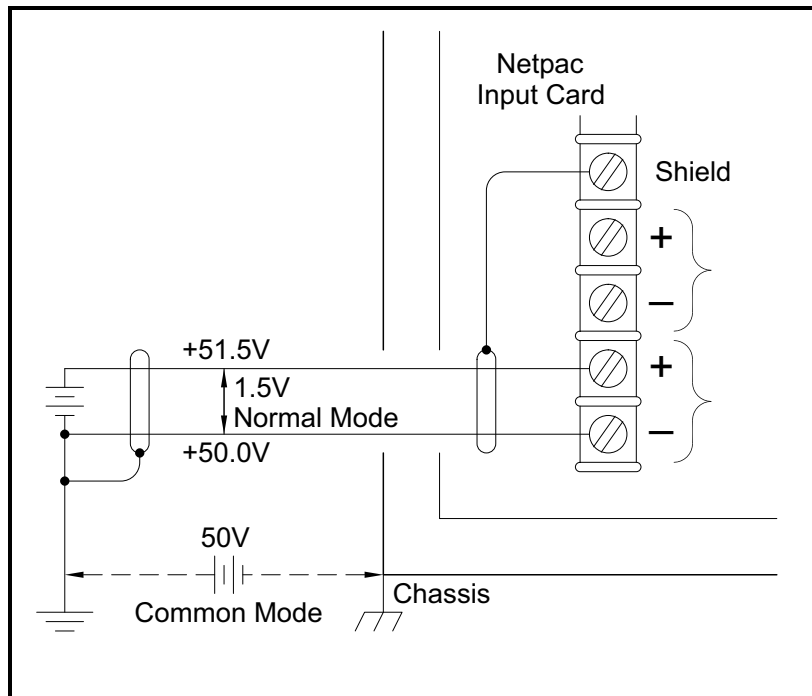 Netpac
Input Card
Shield
+
−
+51.5V
+
1.5V
Normal Mode
−
+50.0V
50V
Common Mode
Chassis